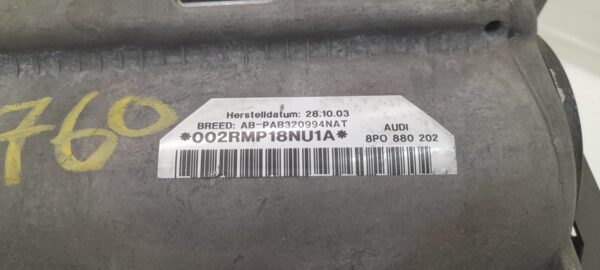 760
Herstelldatum: 28.10.03
BREED: AB-PAB320994NAT
*002RMP18NU1A*
AUDI
8P0 880 202